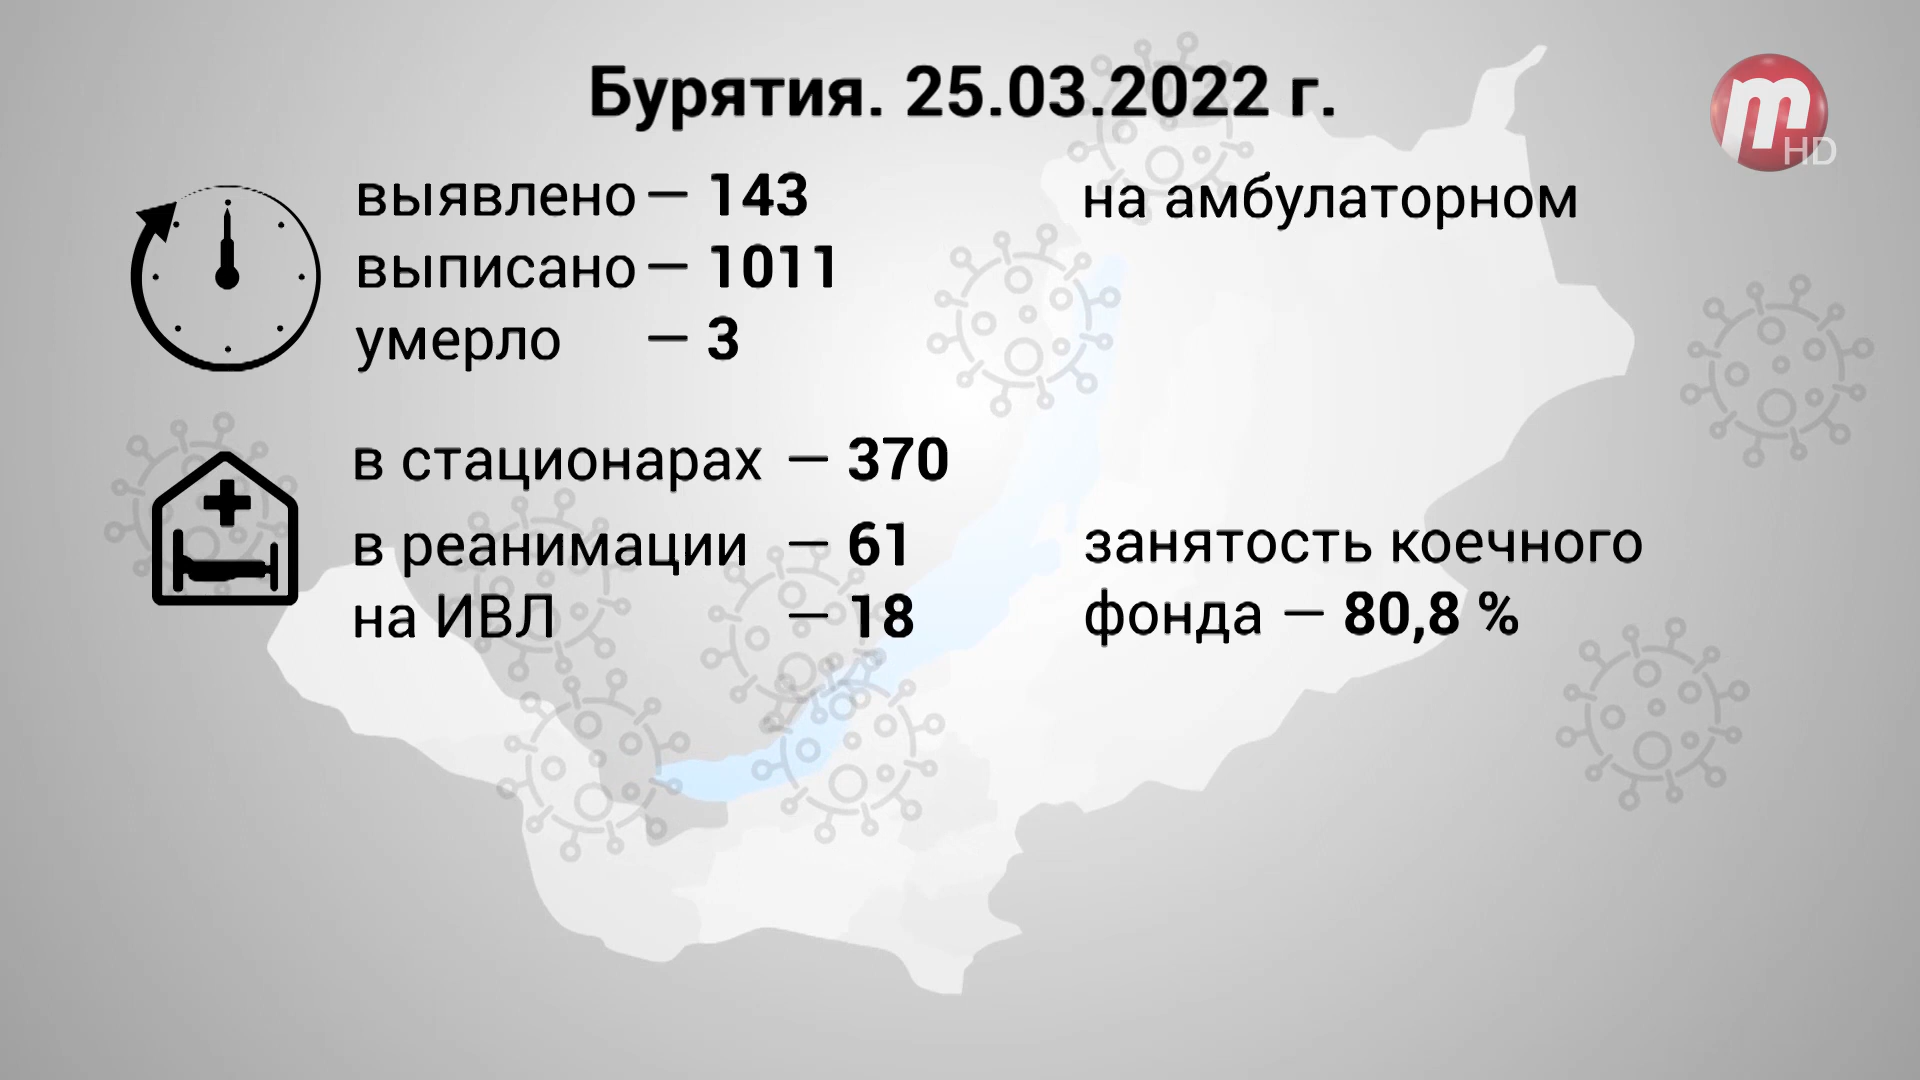 Бурятия. 25.03.2022 г.
m HD
выявлено — 143
выписано — 1011
умерло — 3
на амбулаторном
в стационарах — 370
в реанимации — 61
на ИВЛ — 18
занятость коечного
фонда — 80,8 %